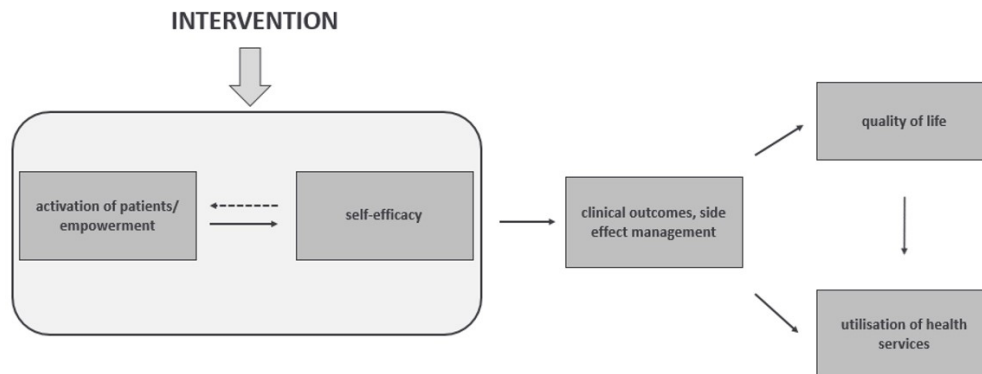 INTERVENTION
activation of patients/
empowerment
self-efficacy
clinical outcomes, side
effect management
quality of life
utilisation of health
services